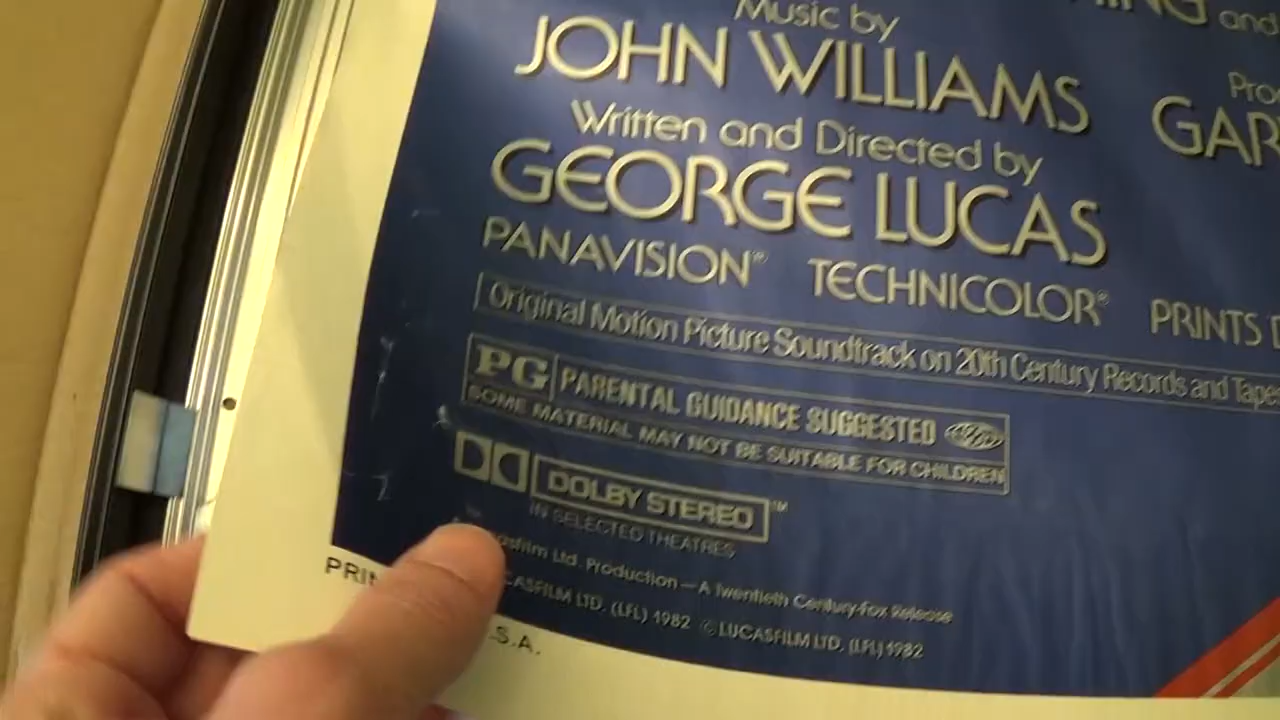 Music by
JOHN WILLIAMS
Written and Directed by
GEORGE LUCAS
and
PANAVISION® TECHNICOLOR® PRINTS
Original Motion Picture Soundtrack on 20th Century Records and Tapes
PG PARENTAL GUIDANCE SUGGESTED
SOME MATERIAL MAY NOT BE SUITABLE FOR CHILDREN
DOLBY STEREO™
IN SELECTED THEATRES
Ltd. Production—A Twentieth Century-Fox Release
LTD. (LFL) 1982 ©LUCASFILM LTD. (LFL) 1982
.S.A.